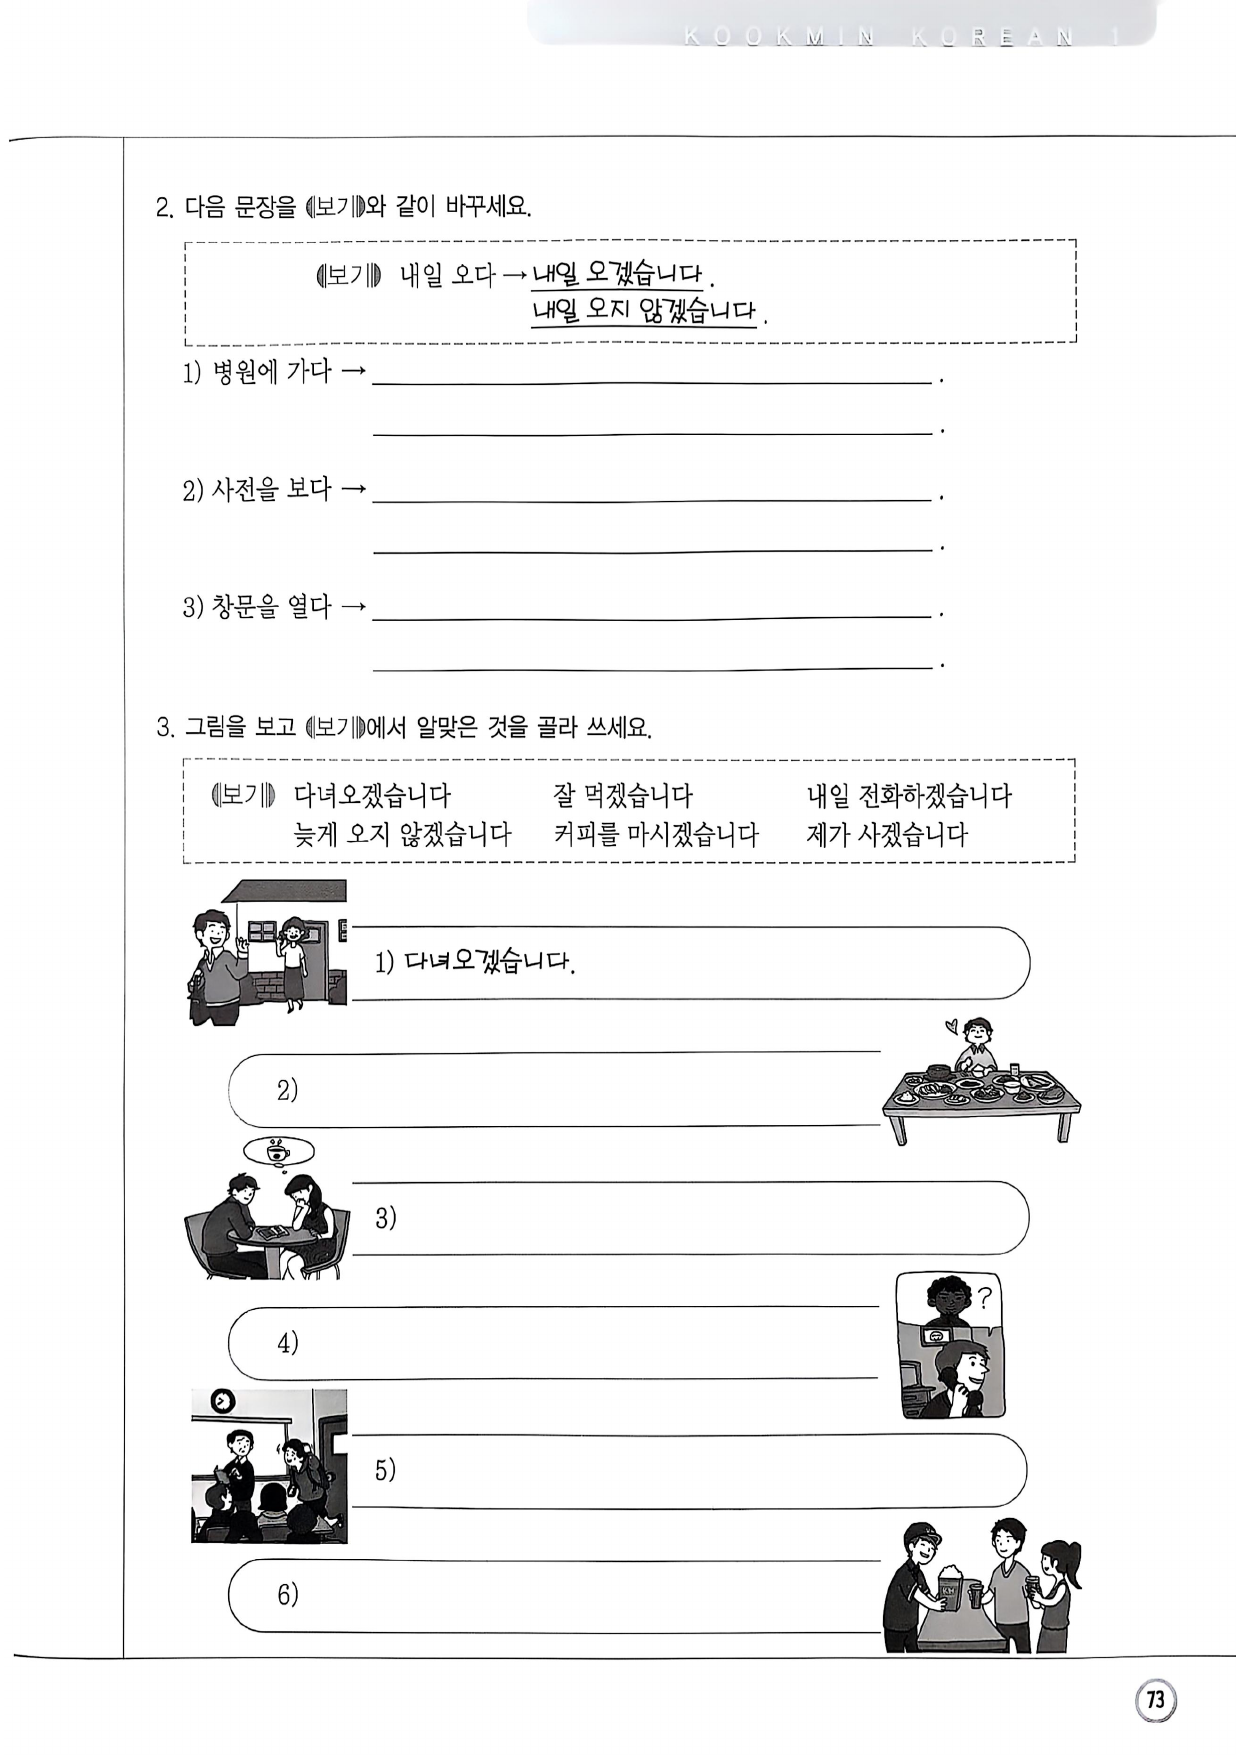 KOOKMIN KOREAN 1
2. 다음 문장을 《보기》와 같이 바꾸세요.
《보기》 내일 오다 → 내일 오겠습니다.
내일 오지 않겠습니다.
1) 병원에 가다 →
2) 사전을 보다 →
3) 창문을 열다 →
3. 그림을 보고 《보기》에서 알맞은 것을 골라 쓰세요.
《보기》 다녀오겠습니다 잘 먹겠습니다 내일 전화하겠습니다
늦게 오지 않겠습니다 커피를 마시겠습니다 제가 사겠습니다
1) 다녀오겠습니다.
2)
3)
?
4)
5)
6)
73